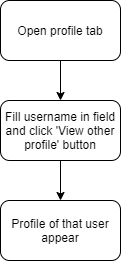 Open profile tab
Fill username in field
and click 'View other
profile' button
Profile of that user
appear